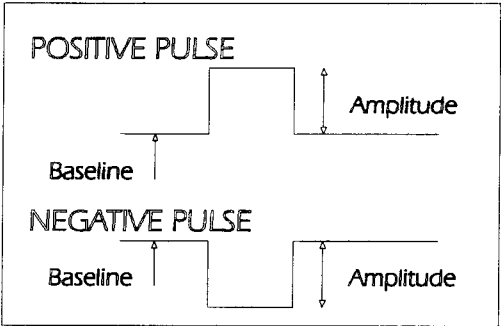 POSITIVE PULSE
Amplitude
Baseline
NEGATIVE PULSE
Baseline
Amplitude